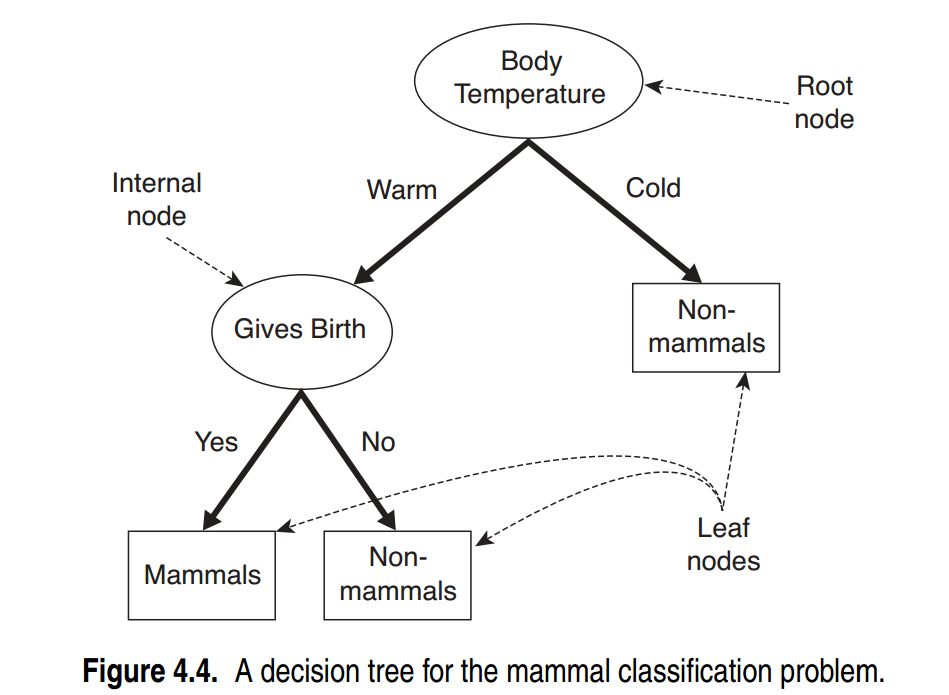 Body
Temperature
Root
node
Internal
node
Warm
Cold
Gives Birth
Non-
mammals
Yes
No
Mammals
Non-
mammals
Leaf
nodes
Figure 4.4. A decision tree for the mammal classification problem.